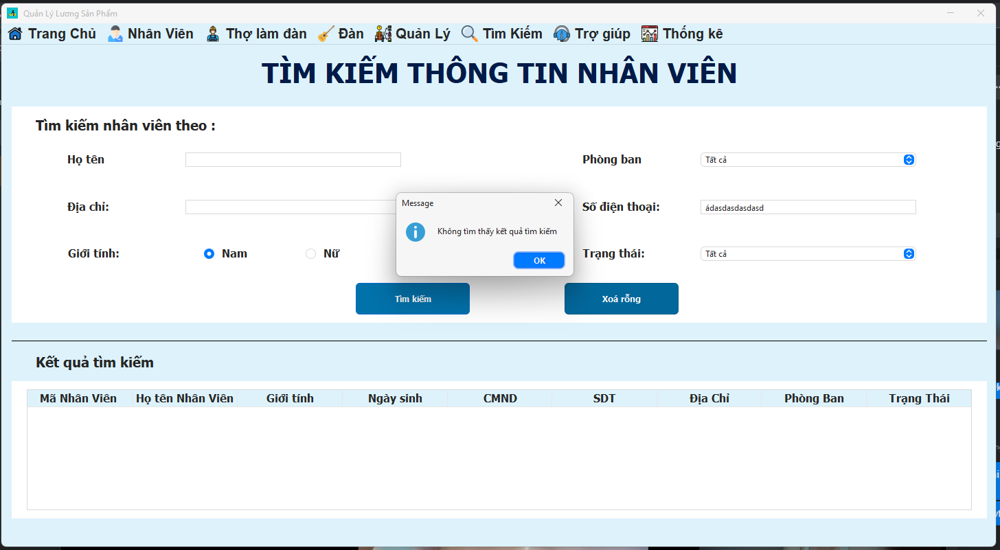 Quản Lý Lương Sản Phẩm
Trang Chủ Nhân Viên Thợ làm đàn Đàn Quản Lý Tìm Kiếm Trợ giúp Thống kê
TÌM KIẾM THÔNG TIN NHÂN VIÊN
Tìm kiếm nhân viên theo :
Họ tên
Phòng ban Tất cả
Địa chỉ:
Số điện thoại: ádasdasdasdasd
Giới tính: Nam Nữ
Trạng thái: Tất cả
Message
Không tìm thấy kết quả tìm kiếm
OK
Tìm kiếm Xoá rỗng
Kết quả tìm kiếm
Mã Nhân Viên Họ tên Nhân Viên Giới tính Ngày sinh CMND SDT Địa Chỉ Phòng Ban Trạng Thái